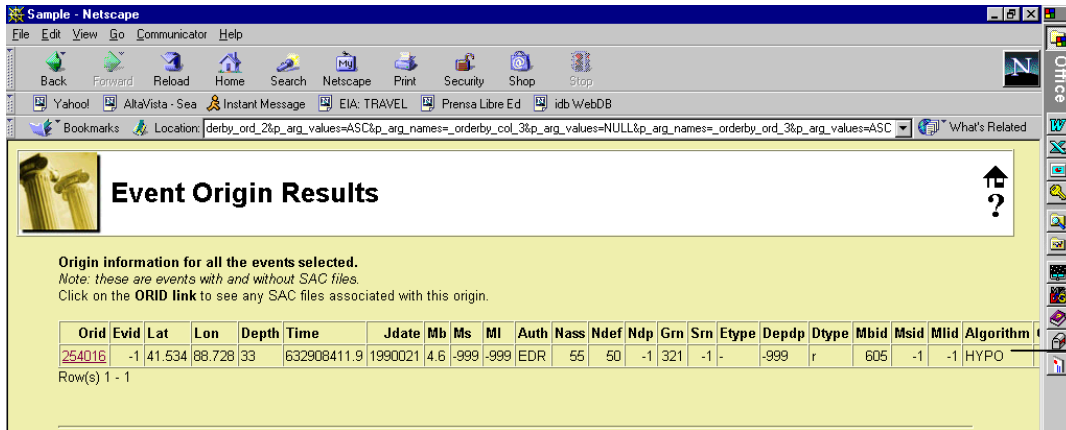 Sample - Netscape
File Edit View Go Communicator Help
Back Forward Reload Home Search Netscape Print Security Shop Stop
My
N
Office
Yahoo! AltaVista - Sea Instant Message EIA: TRAVEL Prensa Libre Ed idb WebDB
Bookmarks Location: derby_ord_2&p_arg_values=ASC&p_arg_names=_orderby_col_3&p_arg_values=NULL&p_arg_names=_orderby_ord_3&p_arg_values=ASC What's Related
Event Origin Results
?
Origin information for all the events selected.
Note: these are events with and without SAC files.
Click on the ORID link to see any SAC files associated with this origin.
Orid Evid Lat Lon Depth Time Jdate Mb Ms Ml Auth Nass Ndef Ndp Grn Srn Etype Depdp Dtype Mbid Msid Mlid Algorithm
254016 -1 41.534 88.728 33 632908411.9 1990021 4.6 -999 -999 EDR 55 50 -1 321 -1 - -999 r 605 -1 -1 HYPO
Row(s) 1 - 1